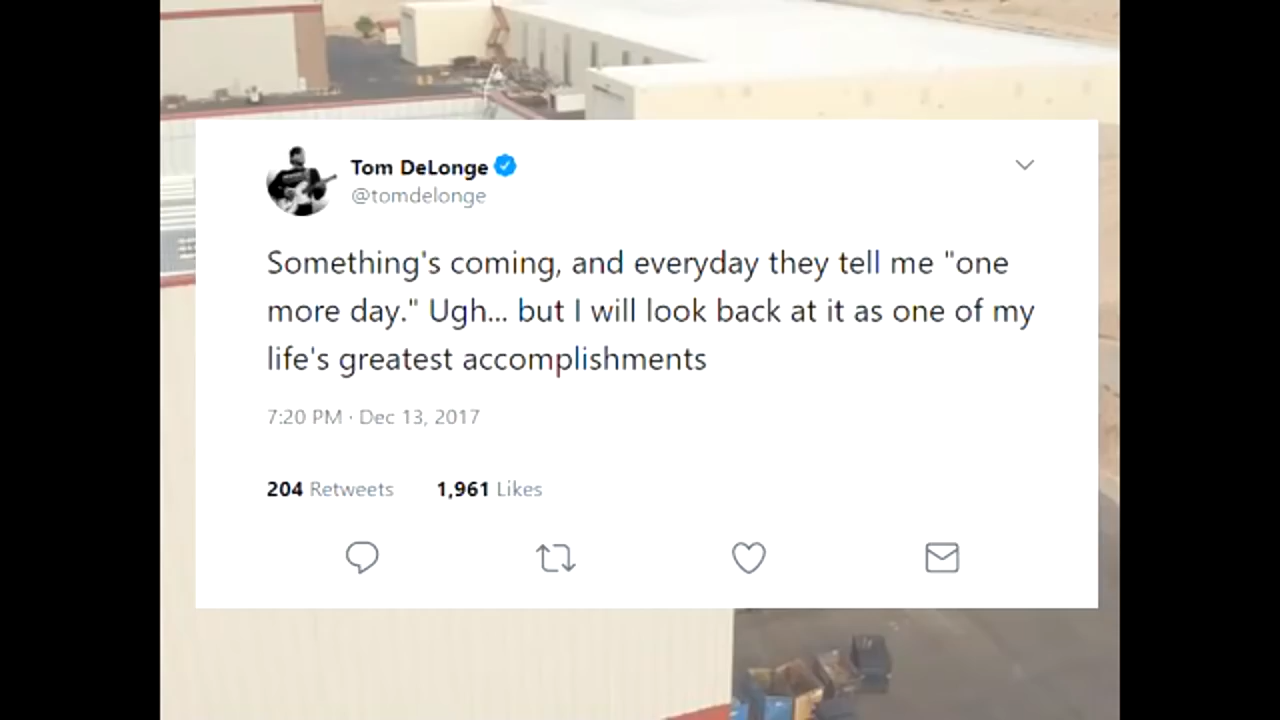 Tom DeLonge
@tomdelonge
Something's coming, and everyday they tell me "one
more day." Ugh... but I will look back at it as one of my
life's greatest accomplishments
7:20 PM · Dec 13, 2017
204 Retweets 1,961 Likes